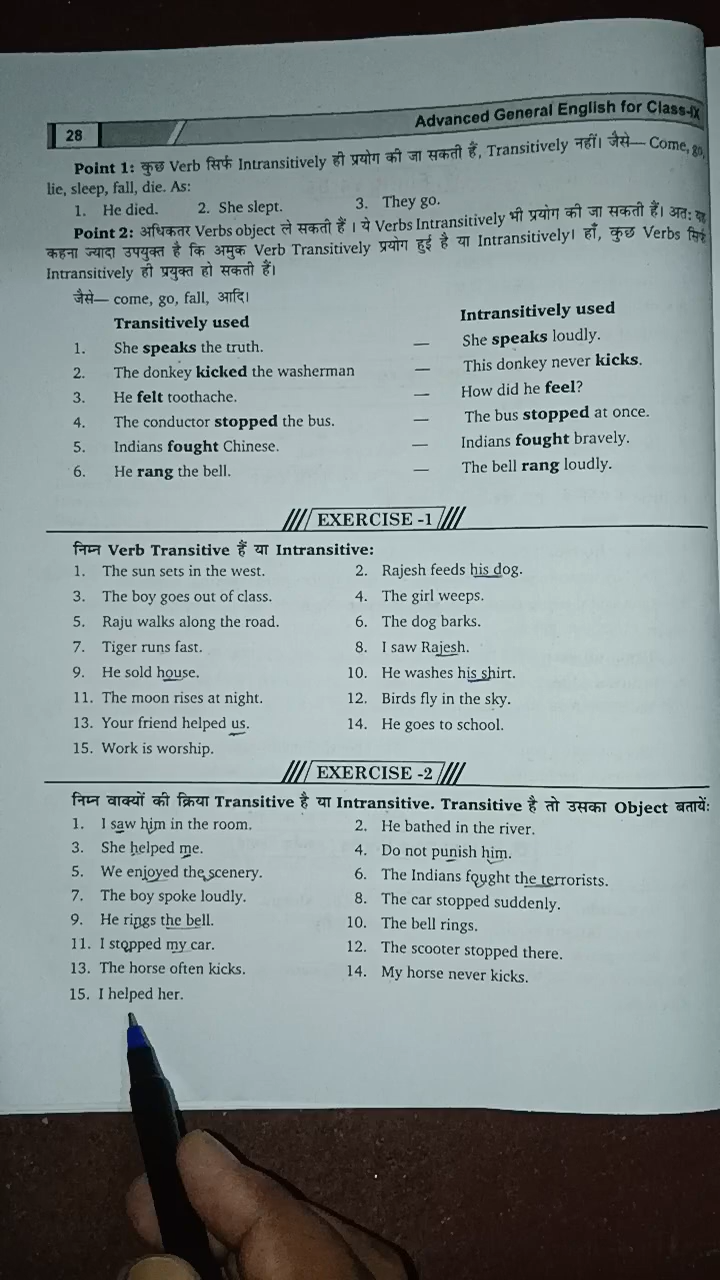 28 Advanced General English for Class-IX
Point 1: कुछ Verb सिर्फ Intransitively ही प्रयोग की जा सकती हैं, Transitively नहीं। जैसे— Come, go,
lie, sleep, fall, die. As:
1. He died. 2. She slept. 3. They go.
Point 2: अधिकतर Verbs object ले सकती हैं । ये Verbs Intransitively भी प्रयोग की जा सकती हैं। अत: यह
कहना ज्यादा उपयुक्त है कि अमुक Verb Transitively प्रयोग हुई है या Intransitively। हाँ, कुछ Verbs सिर्फ
Intransitively ही प्रयुक्त हो सकती हैं।
जैसे— come, go, fall, आदि।
Transitively used Intransitively used
1. She speaks the truth. — She speaks loudly.
2. The donkey kicked the washerman — This donkey never kicks.
3. He felt toothache. — How did he feel?
4. The conductor stopped the bus. — The bus stopped at once.
5. Indians fought Chinese. — Indians fought bravely.
6. He rang the bell. — The bell rang loudly.
EXERCISE -1
निम्न Verb Transitive हैं या Intransitive:
1. The sun sets in the west. 2. Rajesh feeds his dog.
3. The boy goes out of class. 4. The girl weeps.
5. Raju walks along the road. 6. The dog barks.
7. Tiger runs fast. 8. I saw Rajesh.
9. He sold house. 10. He washes his shirt.
11. The moon rises at night. 12. Birds fly in the sky.
13. Your friend helped us. 14. He goes to school.
15. Work is worship.
EXERCISE -2
निम्न वाक्यों की क्रिया Transitive है या Intransitive. Transitive है तो उसका Object बतायें:
1. I saw him in the room. 2. He bathed in the river.
3. She helped me. 4. Do not punish him.
5. We enjoyed the scenery. 6. The Indians fought the terrorists.
7. The boy spoke loudly. 8. The car stopped suddenly.
9. He rings the bell. 10. The bell rings.
11. I stopped my car. 12. The scooter stopped there.
13. The horse often kicks. 14. My horse never kicks.
15. I helped her.